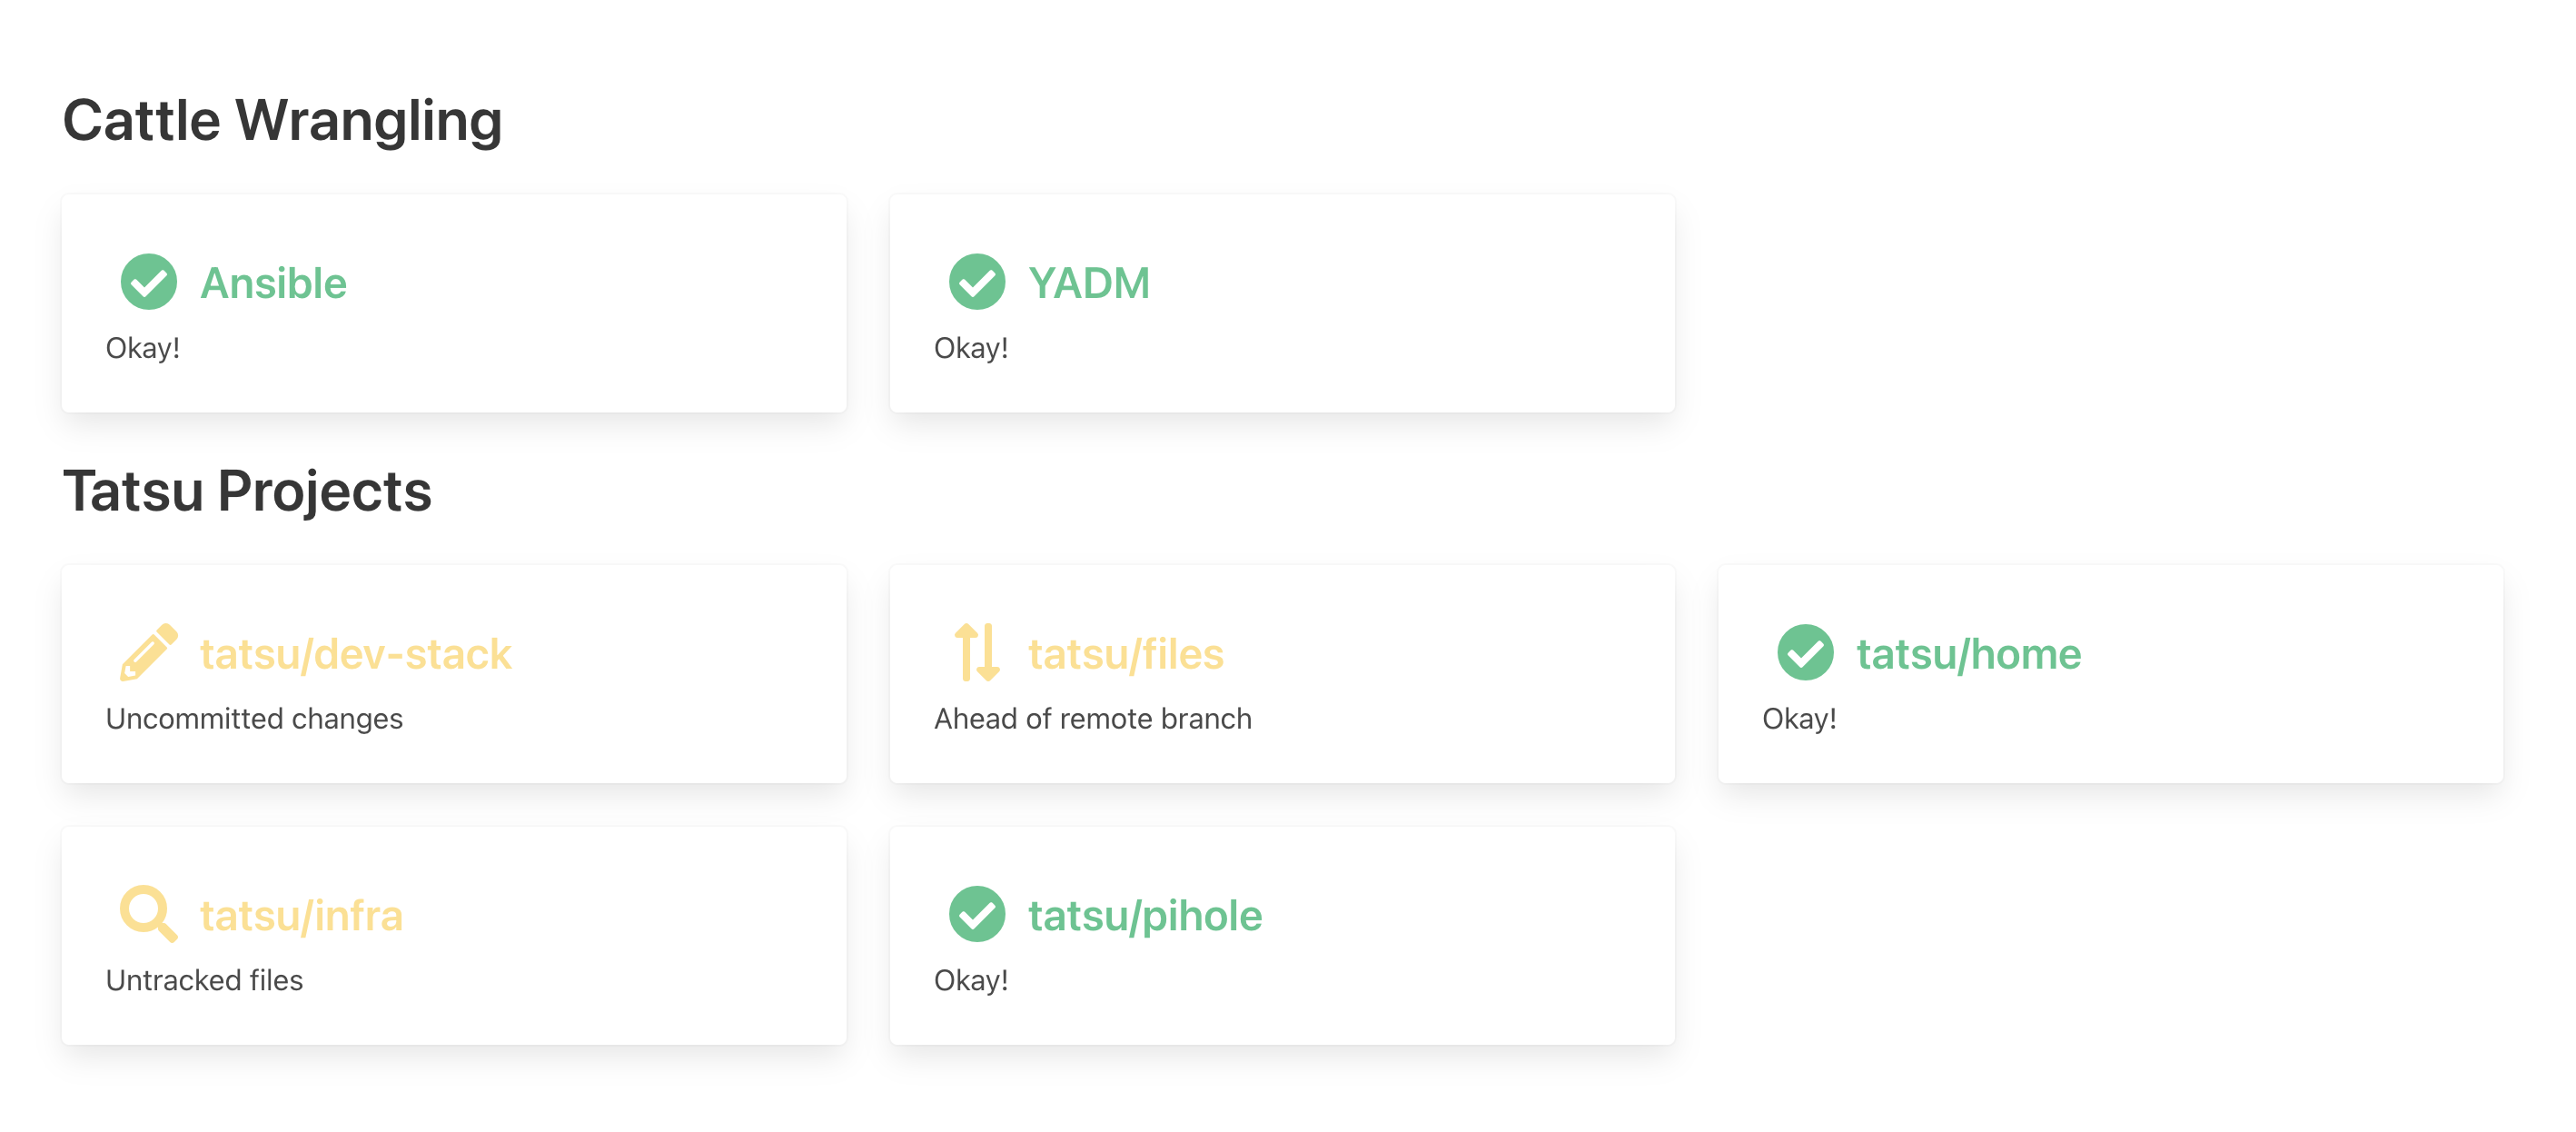 Cattle Wrangling
Ansible
Okay!
YADM
Okay!
Tatsu Projects
tatsu/dev-stack
Uncommitted changes
tatsu/files
Ahead of remote branch
tatsu/home
Okay!
tatsu/infra
Untracked files
tatsu/pihole
Okay!